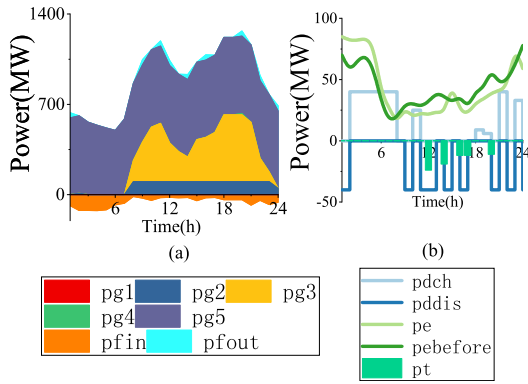 1400
700
0
Power(MW)
6 12 18 24
Time(h)
(a)
100
50
0
-50
Power(MW)
6 12 18 24
Time(h)
(b)
pg1 pg2 pg3
pg4 pg5
pfin pfout
pdch
pddis
pe
pebefore
pt